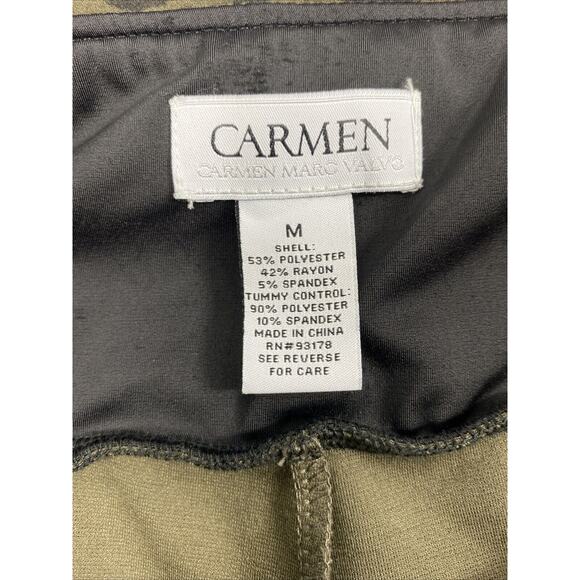 CARMEN
CARMEN MARC VALVO
M
SHELL:
53% POLYESTER
42% RAYON
5% SPANDEX
TUMMY CONTROL:
90% POLYESTER
10% SPANDEX
MADE IN CHINA
RN#93178
SEE REVERSE
FOR CARE